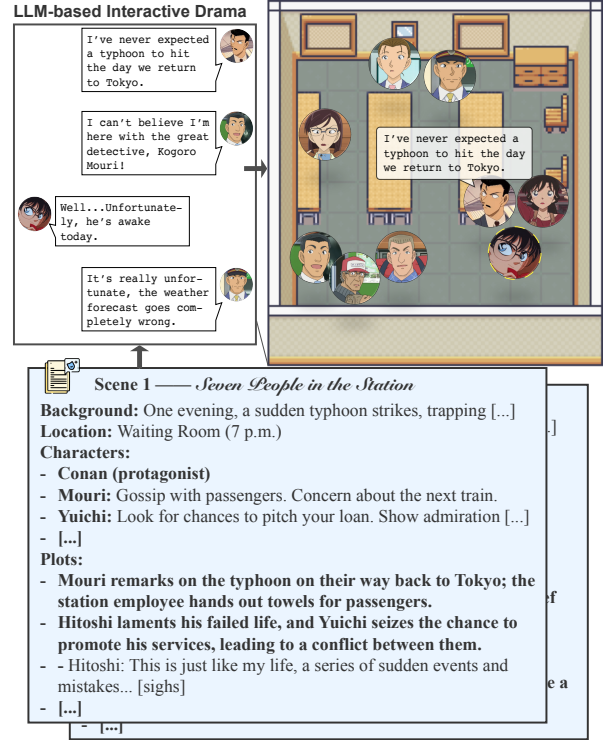 LLM-based Interactive Drama
I've never expected
a typhoon to hit
the day we return
to Tokyo.
I can't believe I'm
here with the great
detective, Kogoro
Mouri!
Well...Unfortunate-
ly, he's awake
today.
It's really unfor-
tunate, the weather
forecast goes com-
pletely wrong.
I've never expected a
typhoon to hit the day
we return to Tokyo.
Scene 1 —— Seven People in the Station
Background: One evening, a sudden typhoon strikes, trapping [...]
Location: Waiting Room (7 p.m.)
Characters:
- Conan (protagonist)
- Mouri: Gossip with passengers. Concern about the next train.
- Yuichi: Look for chances to pitch your loan. Show admiration [...]
- [...]
Plots:
- Mouri remarks on the typhoon on their way back to Tokyo; the
station employee hands out towels for passengers.
- Hitoshi laments his failed life, and Yuichi seizes the chance to
promote his services, leading to a conflict between them.
- - Hitoshi: This is just like my life, a series of sudden events and
mistakes... [sighs]
- [...]
.]
ef
e a
- [...]